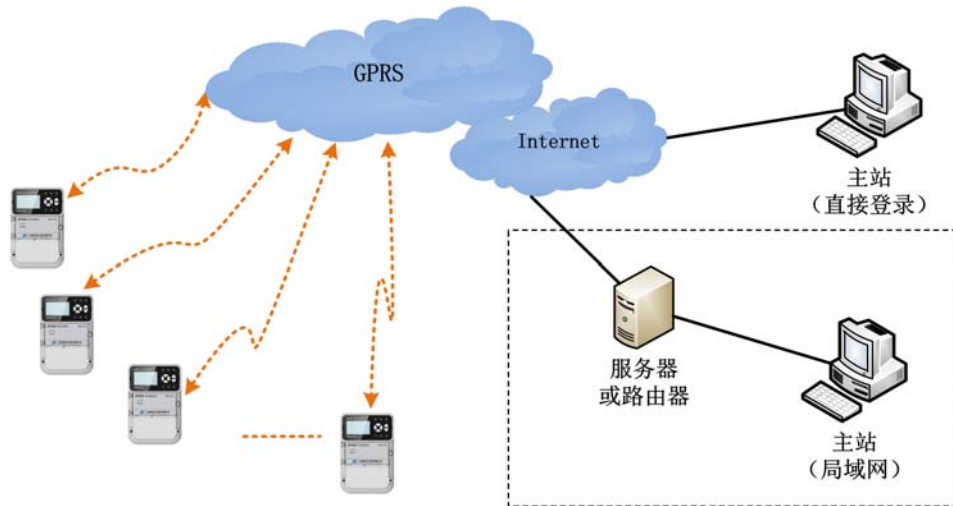 GPRS
Internet
主站
（直接登录）
服务器
或路由器
主站
（局域网）